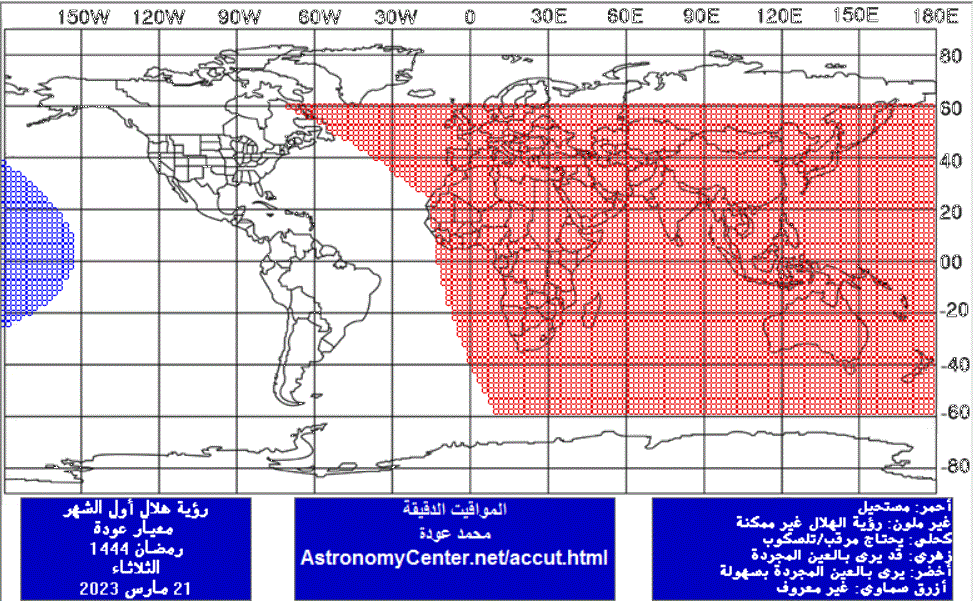 150W 120W 90W 60W 30W 0 30E 60E 90E 120E 150E 180E
80
60
40
20
00
-20
-40
-60
-80
رؤية هلال أول الشهر
معيار عودة
رمضان 1444
الثلاثاء
21 مارس 2023
المواقيت الدقيقة
محمد عودة
AstronomyCenter.net/accut.html
أحمر: مستحيل
غير ملون: رؤية الهلال غير ممكنة
كحلي: يحتاج مرقب/تلسكوب
زهري: قد يرى بالعين المجردة
أخضر: يرى بالعين المجردة بسهولة
أزرق سماوي: غير معروف